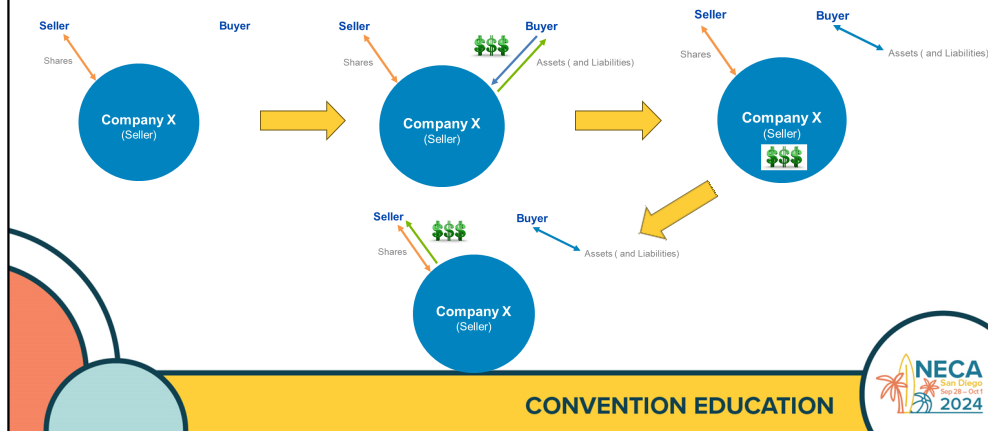 Seller
Buyer
Shares
Company X
(Seller)
Seller
Buyer
$$$
Shares
Assets ( and Liabilities)
Company X
(Seller)
Seller
Buyer
Shares
Assets ( and Liabilities)
Company X
(Seller)
$$$
Seller
Buyer
$$$
Shares
Assets ( and Liabilities)
Company X
(Seller)
CONVENTION EDUCATION
NECA
San Diego
Sep 28 – Oct 1
2024